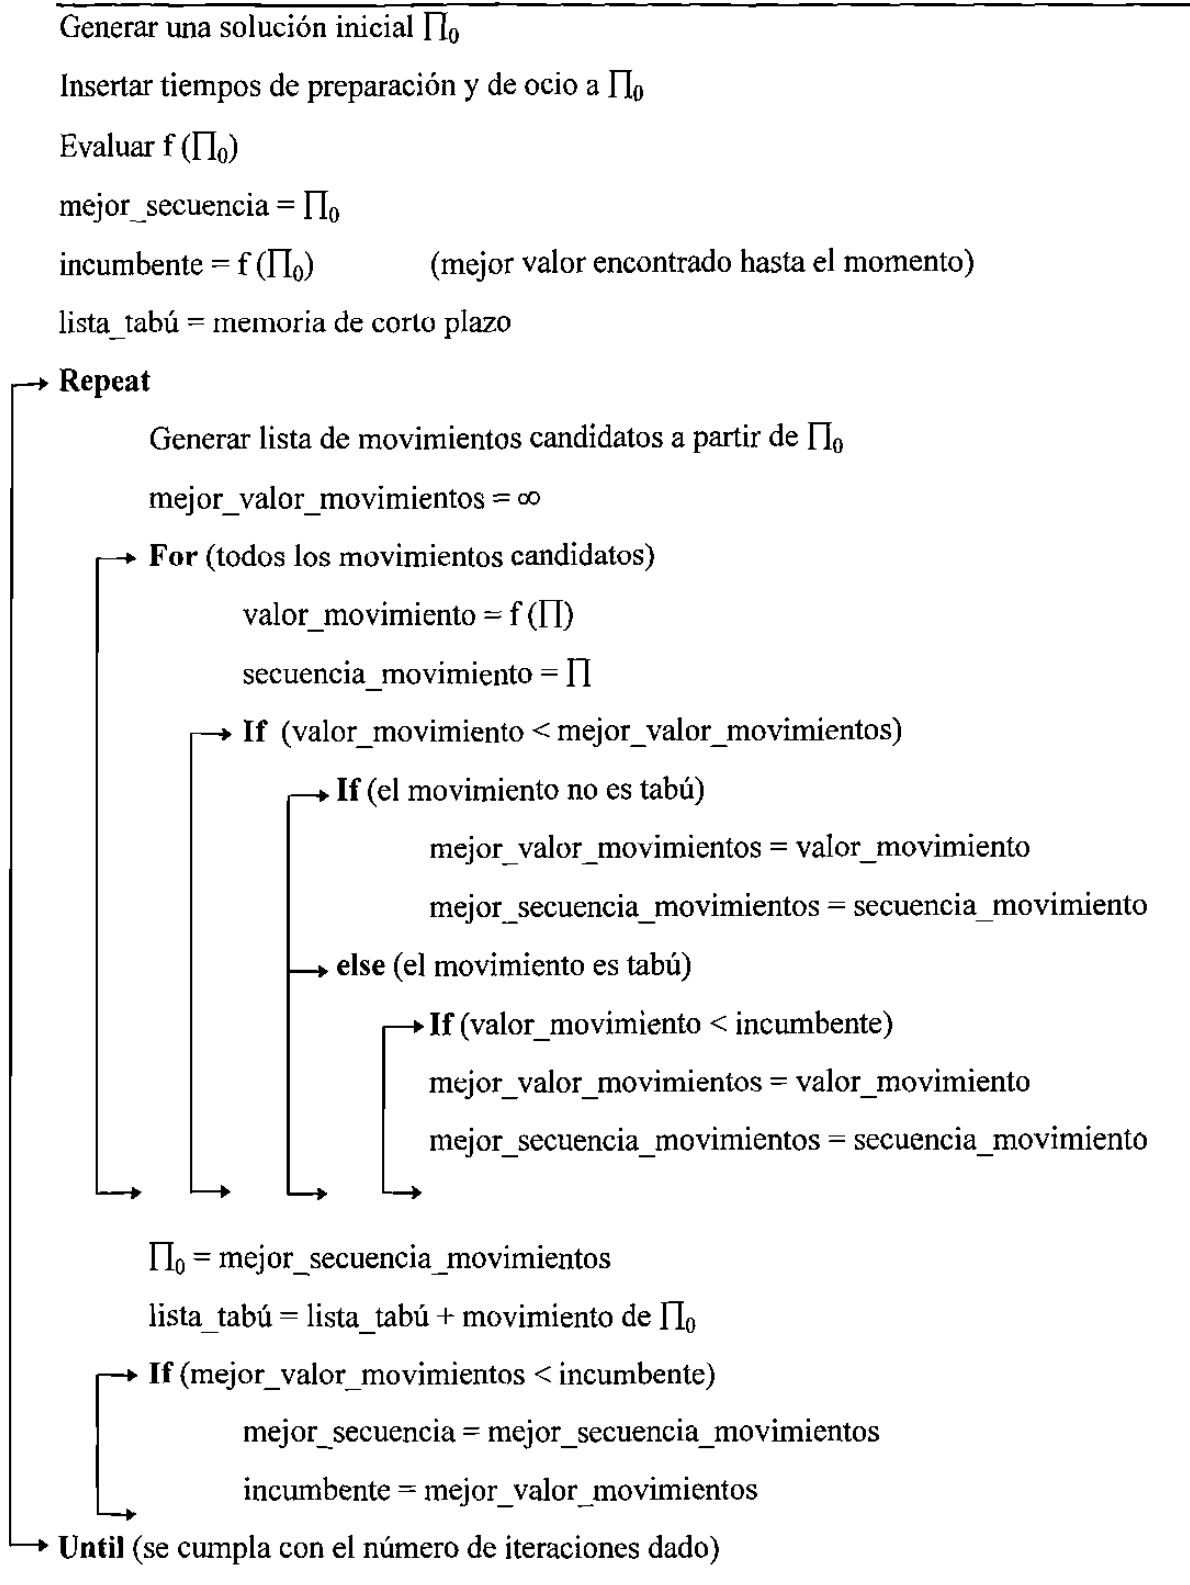 Generar una solución inicial ∏₀
Insertar tiempos de preparación y de ocio a ∏₀
Evaluar f (∏₀)
mejor_secuencia = ∏₀
incumbente = f (∏₀) (mejor valor encontrado hasta el momento)
lista_tabú = memoria de corto plazo
Repeat
Generar lista de movimientos candidatos a partir de ∏₀
mejor_valor_movimientos = ∞
For (todos los movimientos candidatos)
valor_movimiento = f (∏)
secuencia_movimiento = ∏
If (valor_movimiento < mejor_valor_movimientos)
If (el movimiento no es tabú)
mejor_valor_movimientos = valor_movimiento
mejor_secuencia_movimientos = secuencia_movimiento
else (el movimiento es tabú)
If (valor_movimiento < incumbente)
mejor_valor_movimientos = valor_movimiento
mejor_secuencia_movimientos = secuencia_movimiento
∏₀ = mejor_secuencia_movimientos
lista_tabú = lista_tabú + movimiento de ∏₀
If (mejor_valor_movimientos < incumbente)
mejor_secuencia = mejor_secuencia_movimientos
incumbente = mejor_valor_movimientos
Until (se cumpla con el número de iteraciones dado)